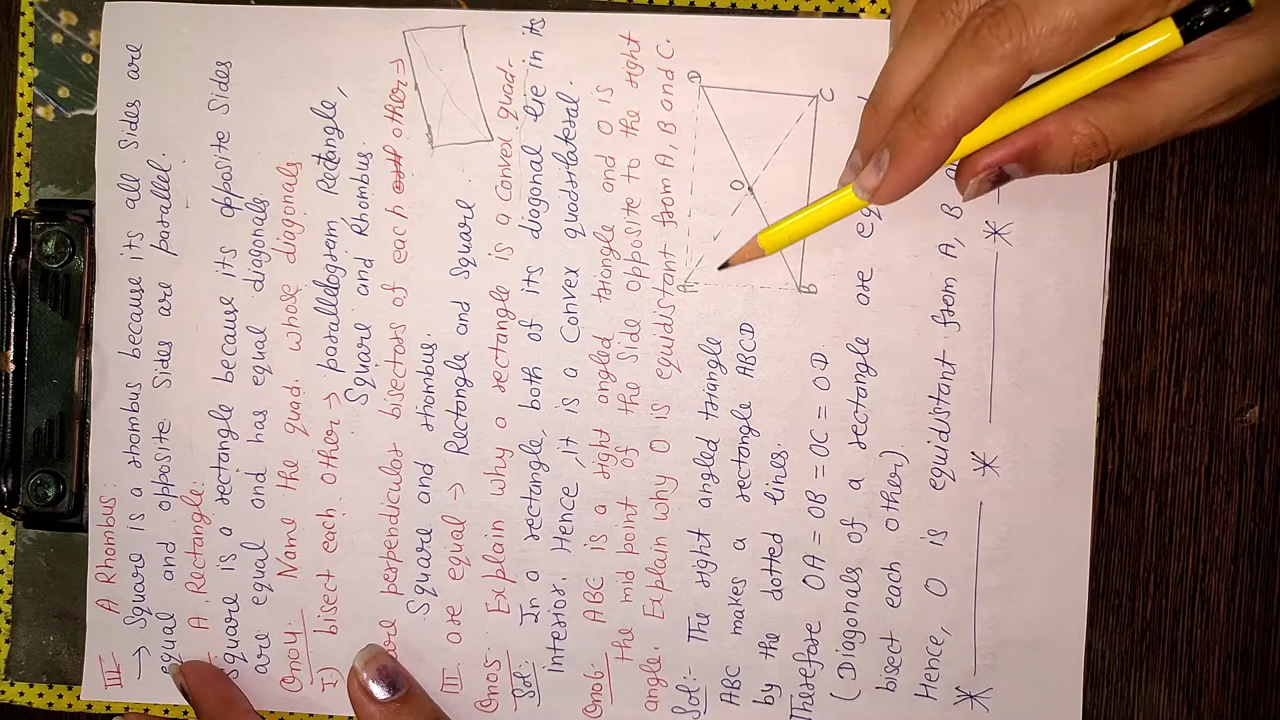 III A Rhombus:
→ Square is a rhombus because its all Sides are
equal and opposite Sides are parallel.
A Rectangle:
Square is a rectangle because its opposite Sides
are equal and has equal diagonals
Qno4. Name the quad. whose diagonals
I) bisect each other → parallelogrem Rectangle,
Square and Rhombus.
are perpendicular bisectors of each other →
Square and rhombus.
III are equal → Rectangle and Square
Qno5. Explain why a rectangle is a Convex quad-
Sol: In a rectangle, both of its diagonal lie in its
Interior. Hence, it is a Convex quadrilateral.
Qno6. ABC is a right angled triangle and O is
the mid point of the Side opposite to the right
angle. Explain why O is equidistant from A, B and C.
Sol:- The right angled triangle
ABC makes a rectangle ABCD
by the dotted lines.
Therefore OA = OB = OC = OD.
(Diagonals of a rectangle are
bisect each other).
Hence, O is equidistant from A, B
A D
O
B C